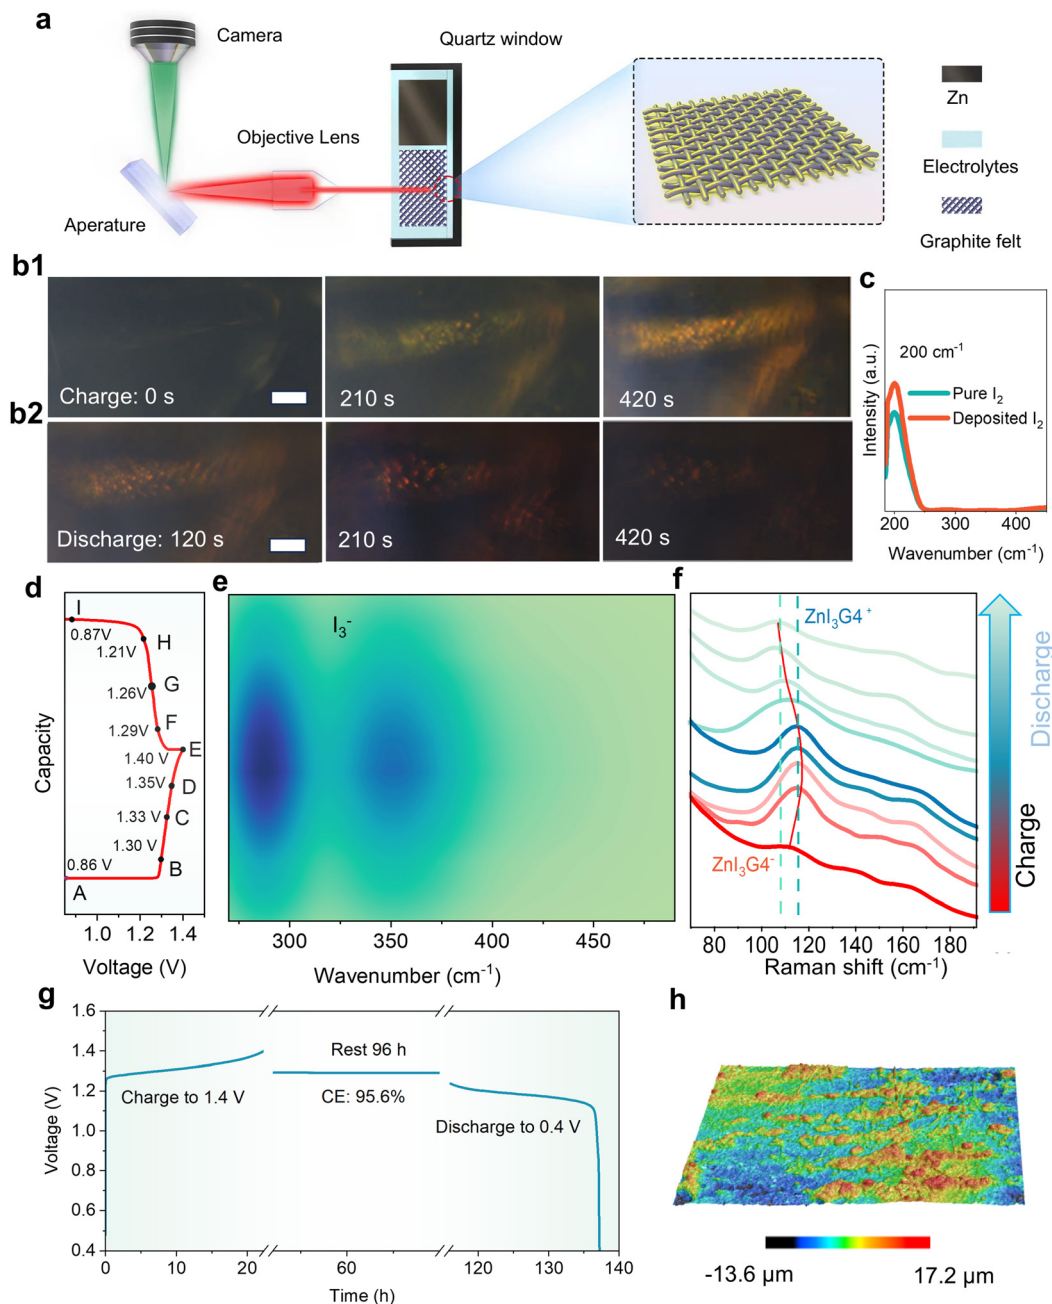 a
Camera
Quartz window
Objective Lens
Aperature
Zn
Electrolytes
Graphite felt
b1
Charge: 0 s
210 s
420 s
b2
Discharge: 120 s
210 s
420 s
c
Intensity (a.u.)
200 cm⁻¹
Pure I₂
Deposited I₂
200 300 400
Wavenumber (cm⁻¹)
d
Capacity
I
0.87V
H
1.21V
G
1.26V
F
1.29V
E
1.40 V
D
1.35V
C
1.33 V
B
1.30 V
0.86 V
A
1.0 1.2 1.4
Voltage (V)
e
I₃⁻
300 350 400 450
Wavenumber (cm⁻¹)
f
ZnI₃G4⁺
ZnI₃G4⁻
Discharge
Charge
80 100 120 140 160 180
Raman shift (cm⁻¹)
g
Voltage (V)
1.6
1.4
1.2
1.0
0.8
0.6
0.4
Charge to 1.4 V
Rest 96 h
CE: 95.6%
Discharge to 0.4 V
0 10 20 60 120 130 140
Time (h)
h
-13.6 µm 17.2 µm